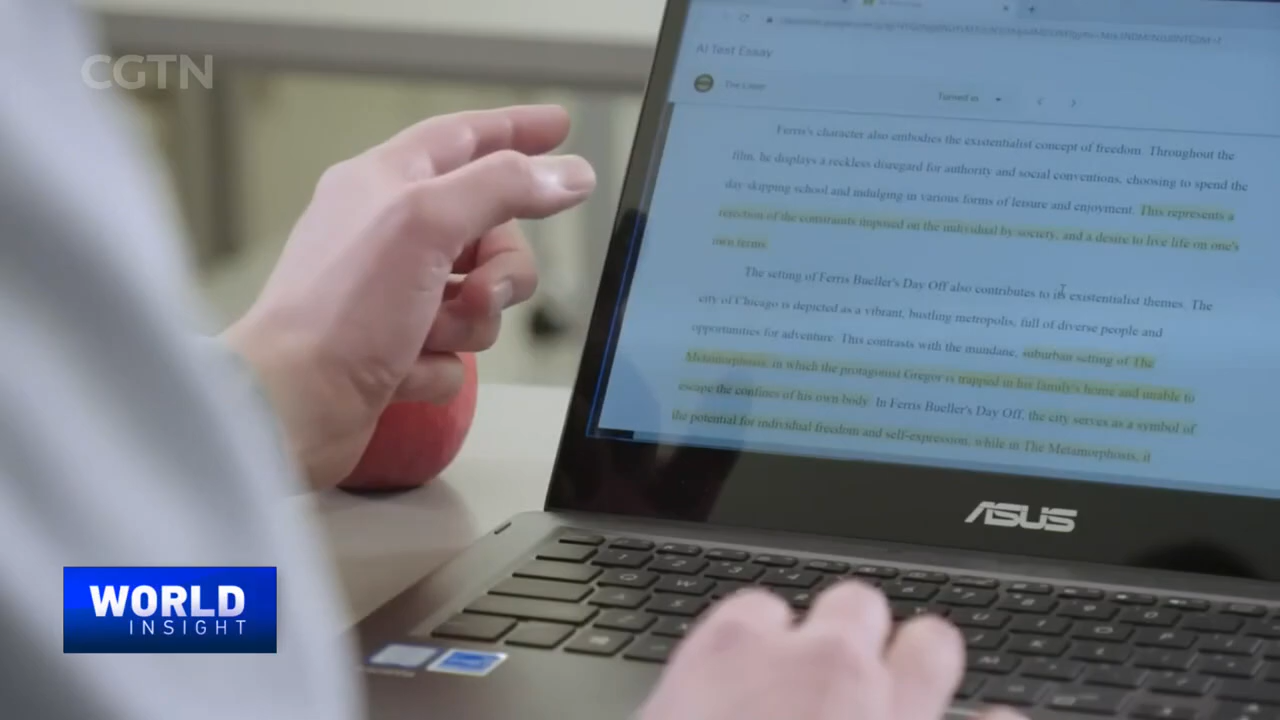 CGTN
AI Test Essay
Turned in
Ferris's character also embodies the existentialist concept of freedom. Throughout the
film, he displays a reckless disregard for authority and social conventions, choosing to spend the
day skipping school and indulging in various forms of leisure and enjoyment. This represents a
rejection of the constraints imposed on the individual by society, and a desire to live life on one's
own terms.
The setting of Ferris Bueller's Day Off also contributes to its existentialist themes. The
city of Chicago is depicted as a vibrant, bustling metropolis, full of diverse people and
opportunities for adventure. This contrasts with the mundane, suburban setting of The
Metamorphosis, in which the protagonist Gregor is trapped in his family's home and unable to
escape the confines of his own body. In Ferris Bueller's Day Off, the city serves as a symbol of
the potential for individual freedom and self-expression, while in The Metamorphosis, it
ASUS
WORLD
INSIGHT